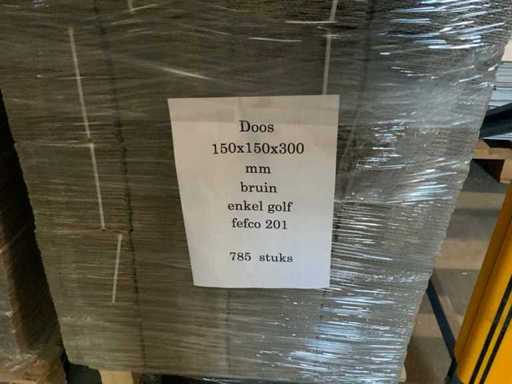 Doos
150x150x300
mm
bruin
enkel golf
fefco 201
785 stuks